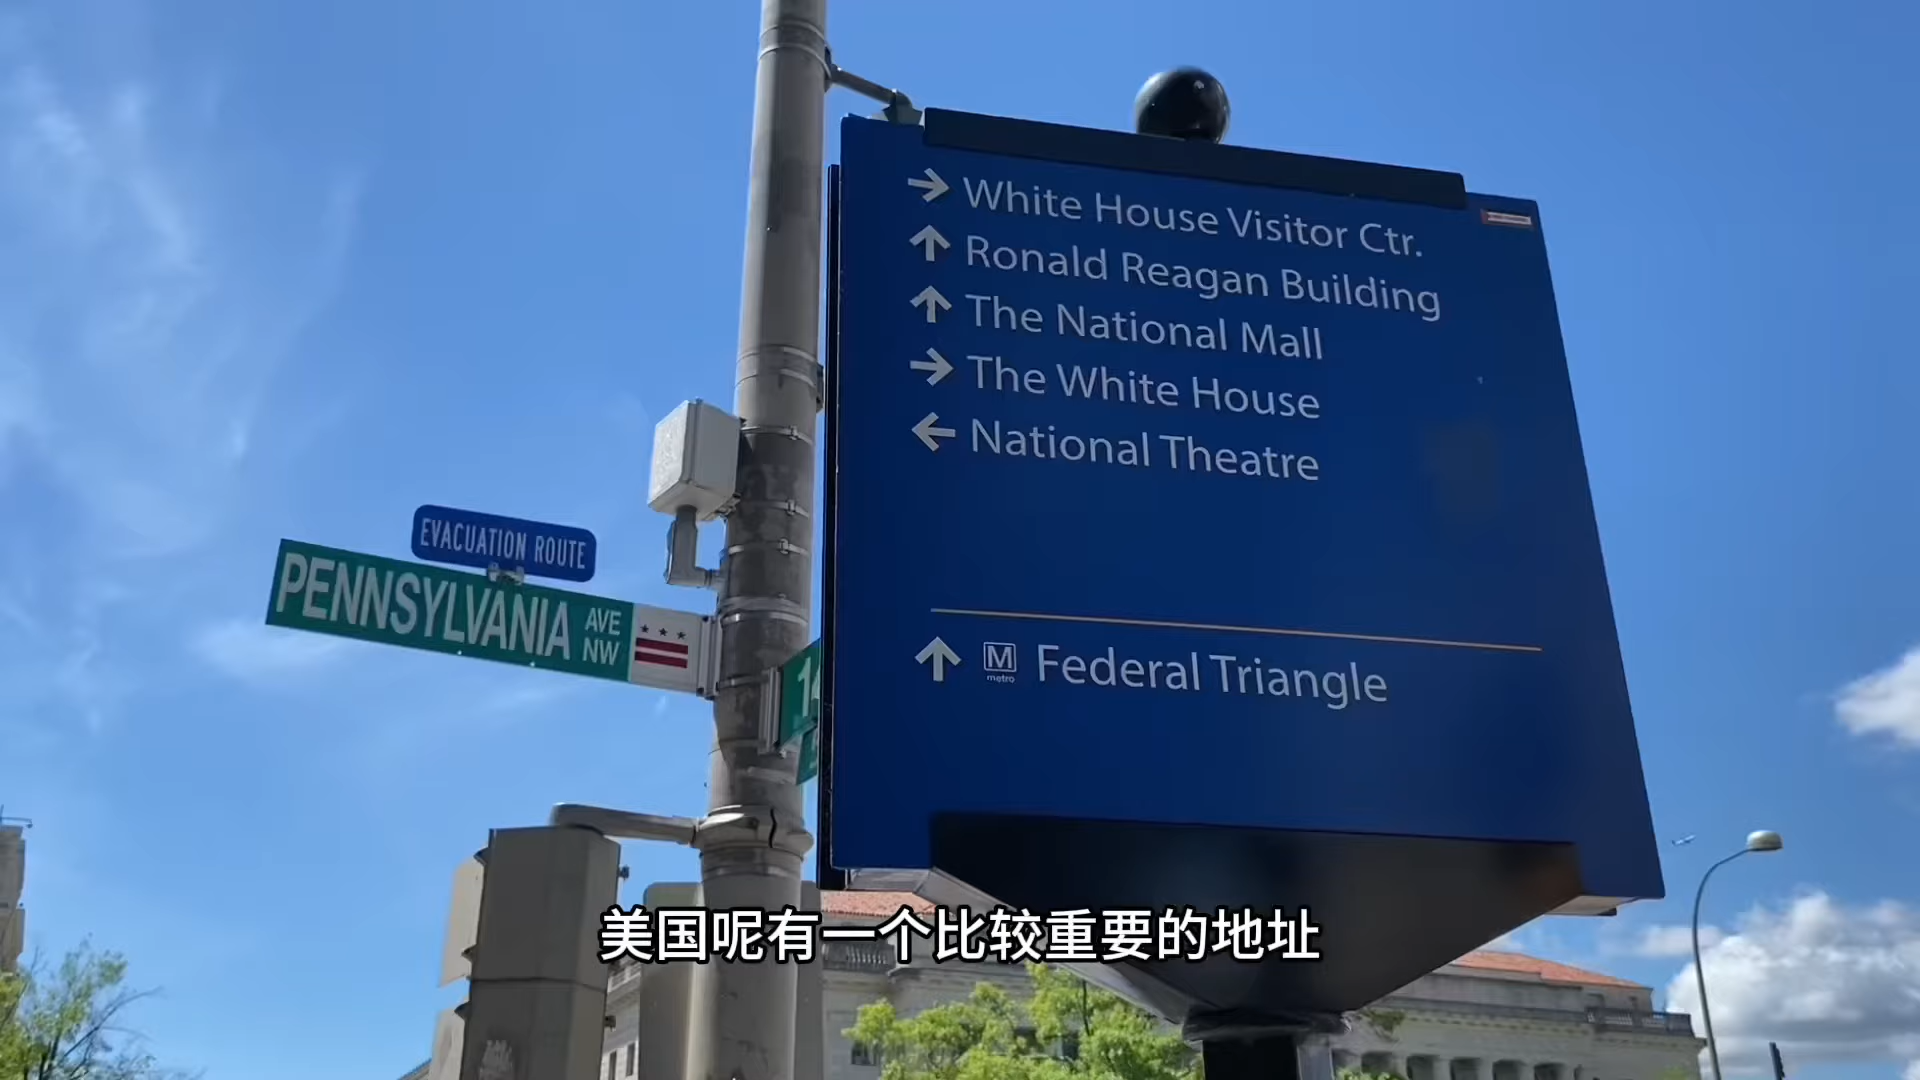 White House Visitor Ctr.
Ronald Reagan Building
The National Mall
The White House
National Theatre
EVACUATION ROUTE
PENNSYLVANIA AVE NW
M metro Federal Triangle
美国呢有一个比较重要的地址